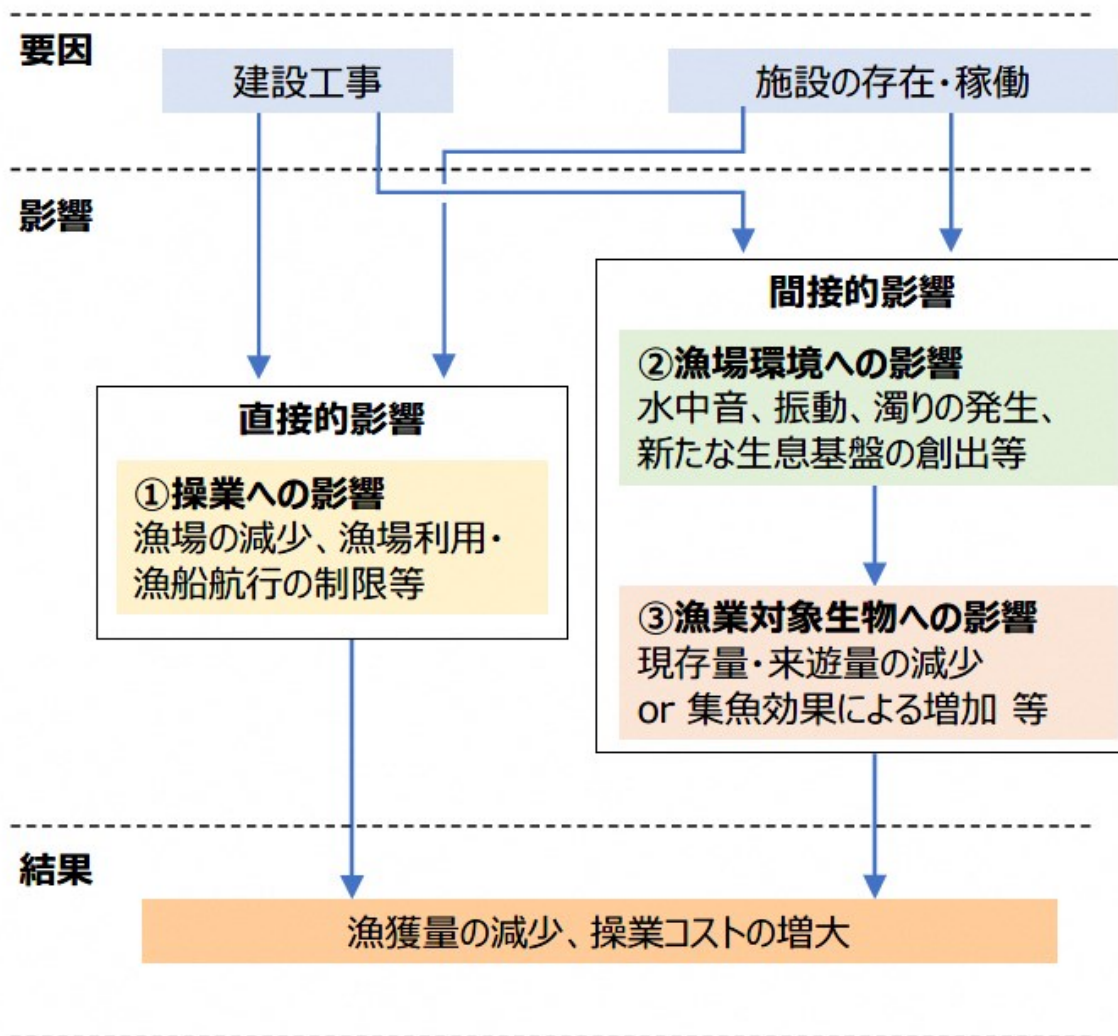 要因
建設工事
施設の存在・稼働
影響
間接的影響
②漁場環境への影響
水中音、振動、濁りの発生、
新たな生息基盤の創出等
直接的影響
①操業への影響
漁場の減少、漁場利用・
漁船航行の制限等
③漁業対象生物への影響
現存量・来遊量の減少
or 集魚効果による増加 等
結果
漁獲量の減少、操業コストの増大